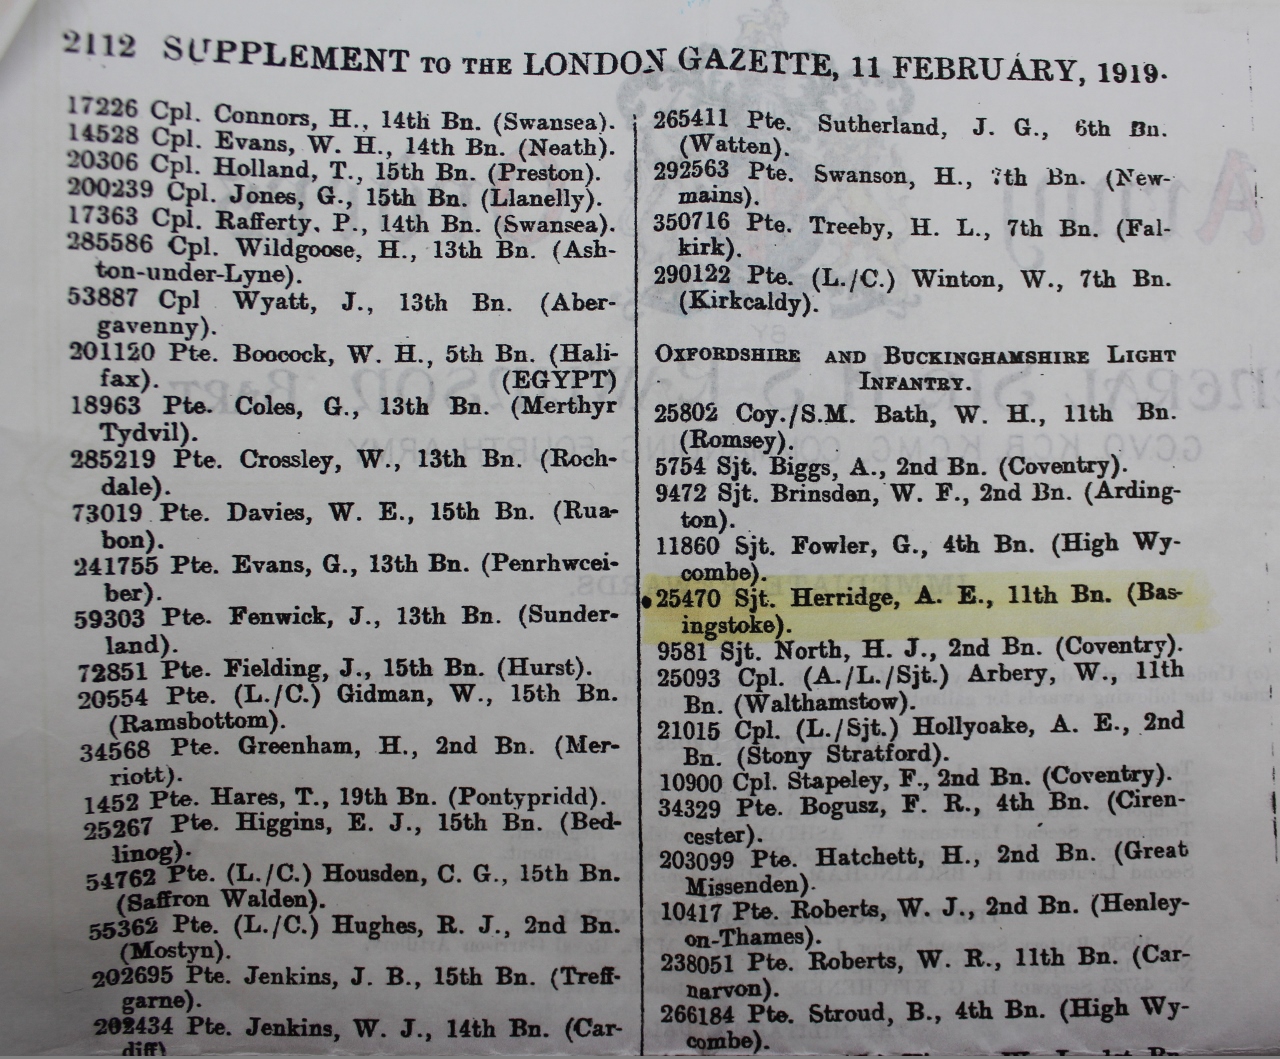 2112 SUPPLEMENT TO THE LONDON GAZETTE, 11 FEBRUARY, 1919.
17226 Cpl. Connors, H., 14th Bn. (Swansea).
14528 Cpl. Evans, W. H., 14th Bn. (Neath).
20306 Cpl. Holland, T., 15th Bn. (Preston).
200239 Cpl. Jones, G., 15th Bn. (Llanelly).
17363 Cpl. Rafferty, P., 14th Bn. (Swansea).
285586 Cpl. Wildgoose, H., 13th Bn. (Ash-
ton-under-Lyne).
53887 Cpl Wyatt, J., 13th Bn. (Aber-
gavenny).
201120 Pte. Boocock, W. H., 5th Bn. (Hali-
fax). (EGYPT)
18963 Pte. Coles, G., 13th Bn. (Merthyr
Tydvil).
285219 Pte. Crossley, W., 13th Bn. (Roch-
dale).
73019 Pte. Davies, W. E., 15th Bn. (Rua-
bon).
241755 Pte. Evans, G., 13th Bn. (Penrhwcei-
ber).
59303 Pte. Fenwick, J., 13th Bn. (Sunder-
land).
72851 Pte. Fielding, J., 15th Bn. (Hurst).
20554 Pte. (L./C.) Gidman, W., 15th Bn.
(Ramsbottom).
34568 Pte. Greenham, H., 2nd Bn. (Mer-
riott).
1452 Pte. Hares, T., 19th Bn. (Pontypridd).
25267 Pte. Higgins, E. J., 15th Bn. (Bed-
linog).
54762 Pte. (L./C.) Housden, C. G., 15th Bn.
(Saffron Walden).
55362 Pte. (L./C.) Hughes, R. J., 2nd Bn.
(Mostyn).
202695 Pte. Jenkins, J. B., 15th Bn. (Treff-
garne).
202434 Pte. Jenkins, W. J., 14th Bn. (Car-
diff)
265411 Pte. Sutherland, J. G., 6th Bn.
(Watten).
292563 Pte. Swanson, H., 7th Bn. (New-
mains).
350716 Pte. Treeby, H. L., 7th Bn. (Fal-
kirk).
290122 Pte. (L./C.) Winton, W., 7th Bn.
(Kirkcaldy).
OXFORDSHIRE AND BUCKINGHAMSHIRE LIGHT
INFANTRY.
25802 Coy./S.M. Bath, W. H., 11th Bn.
(Romsey).
5754 Sjt. Biggs, A., 2nd Bn. (Coventry).
9472 Sjt. Brinsden, W. F., 2nd Bn. (Arding-
ton).
11860 Sjt. Fowler, G., 4th Bn. (High Wy-
combe).
25470 Sjt. Herridge, A. E., 11th Bn. (Bas-
ingstoke).
9581 Sjt. North, H. J., 2nd Bn. (Coventry).
25093 Cpl. (A./L./Sjt.) Arbery, W., 11th
Bn. (Walthamstow).
21015 Cpl. (L./Sjt.) Hollyoake, A. E., 2nd
Bn. (Stony Stratford).
10900 Cpl. Stapeley, F., 2nd Bn. (Coventry).
34329 Pte. Bogusz, F. R., 4th Bn. (Ciren-
cester).
203099 Pte. Hatchett, H., 2nd Bn. (Great
Missenden).
10417 Pte. Roberts, W. J., 2nd Bn. (Henley-
on-Thames).
238051 Pte. Roberts, W. R., 11th Bn. (Car-
narvon).
266184 Pte. Stroud, B., 4th Bn. (High Wy-
combe).